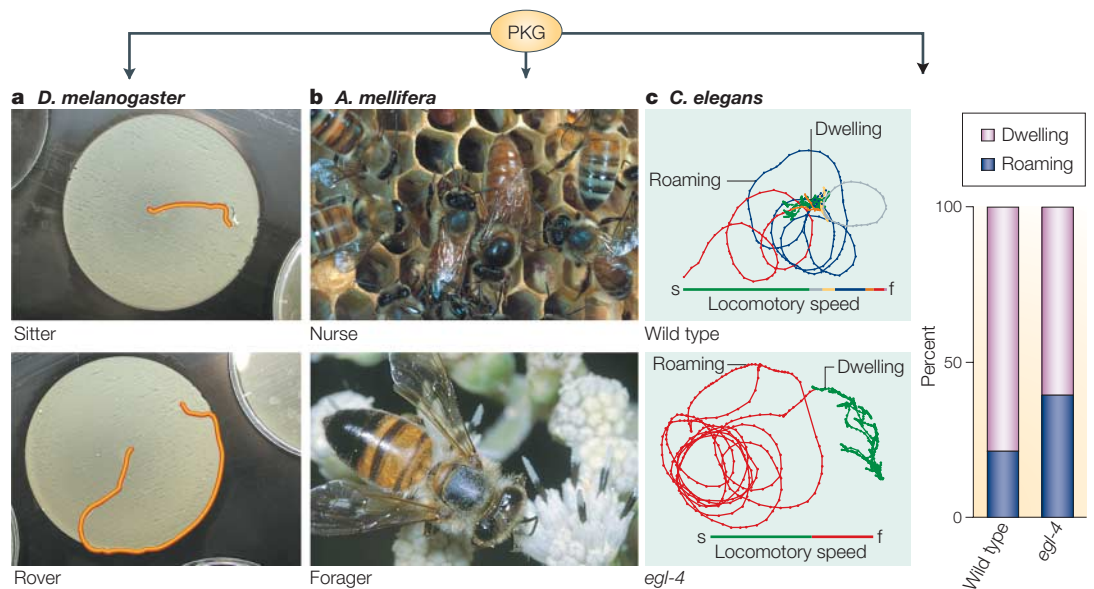 PKG
a D. melanogaster
b A. mellifera
c C. elegans
Sitter
Nurse
Dwelling
Roaming
s
f
Locomotory speed
Wild type
Rover
Forager
Roaming
Dwelling
s
f
Locomotory speed
egl-4
Dwelling
Roaming
100
50
0
Percent
Wild type
egl-4